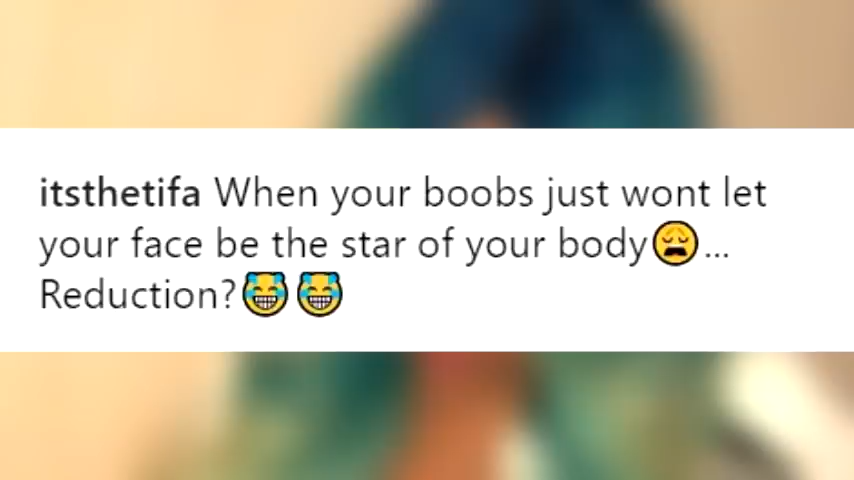 itsthetifa When your boobs just wont let
your face be the star of your body😩...
Reduction?😹😹